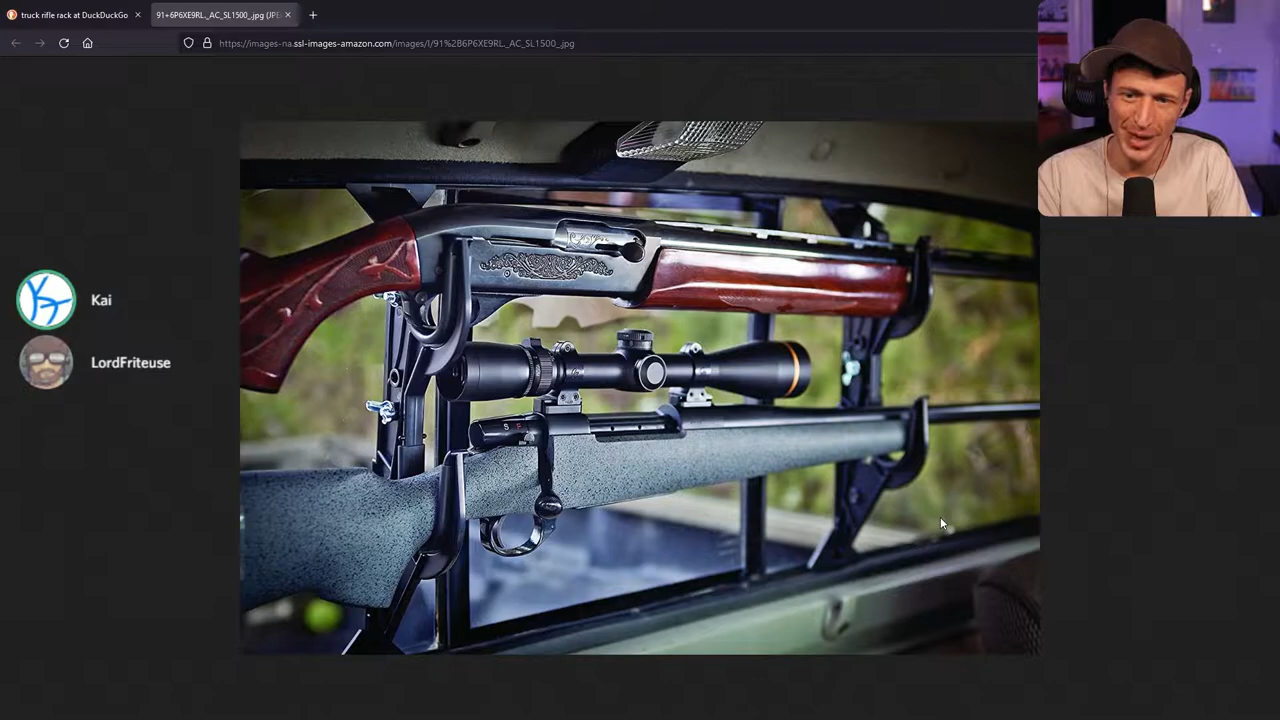 truck rifle rack at DuckDuckGo
91+6P6XE9RL._AC_SL1500_.jpg (JPE
https://images-na.ssl-images-amazon.com/images/I/91%2B6P6XE9RL._AC_SL1500_.jpg
Kai
LordFriteuse
S